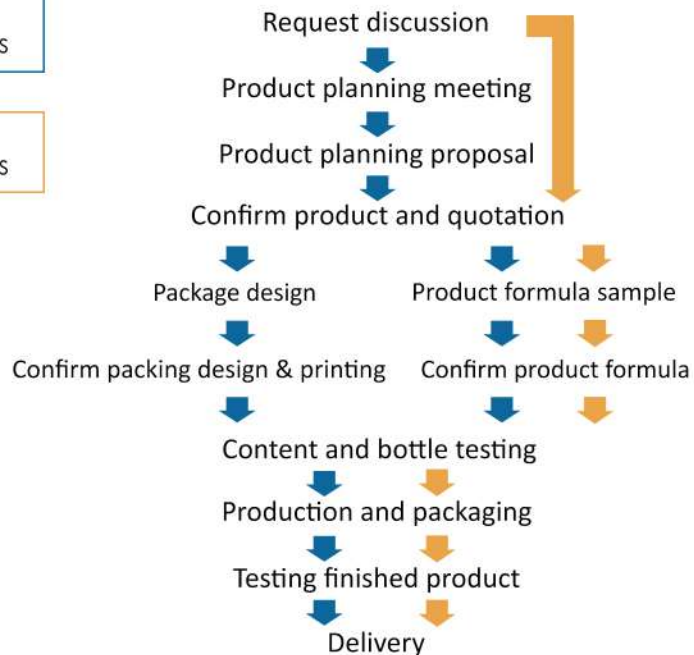 s
s
Request discussion
Product planning meeting
Product planning proposal
Confirm product and quotation
Package design
Product formula sample
Confirm packing design & printing
Confirm product formula
Content and bottle testing
Production and packaging
Testing finished product
Delivery